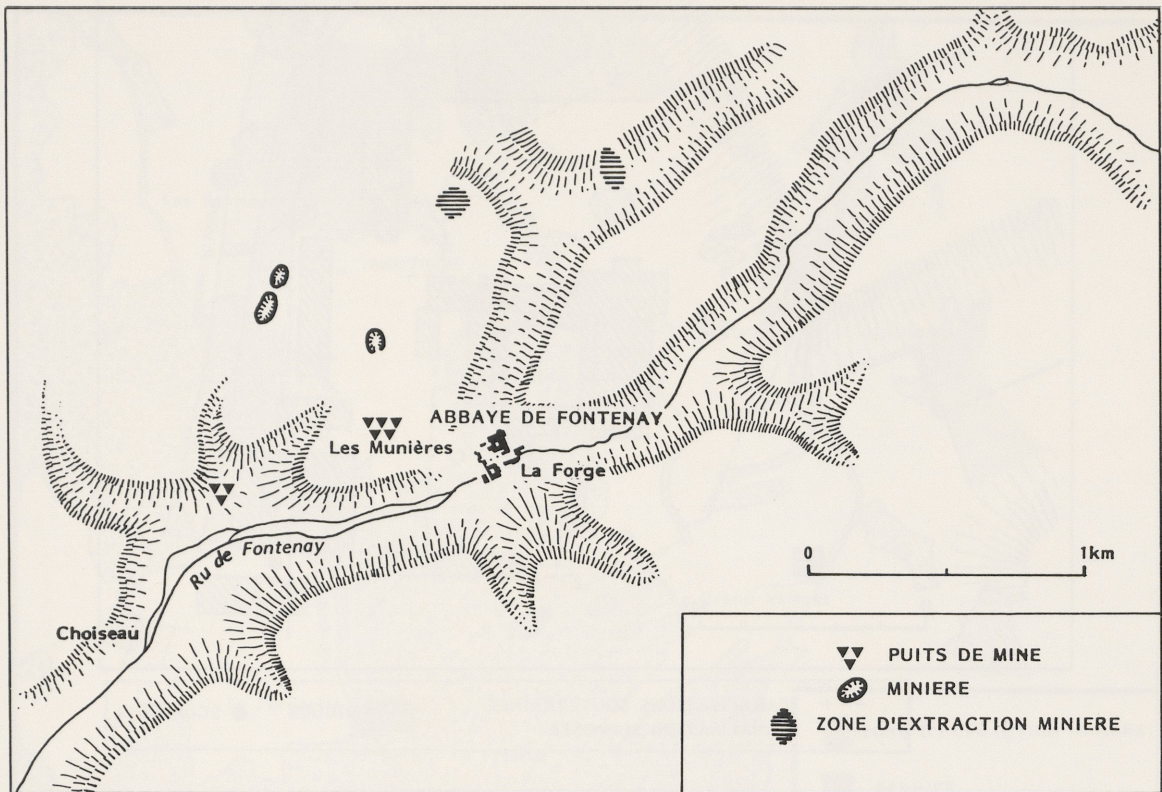 ABBAYE DE FONTENAY
Les Munières
La Forge
Ru de Fontenay
0 1km
Choiseau
PUITS DE MINE
MINIERE
ZONE D'EXTRACTION MINIERE